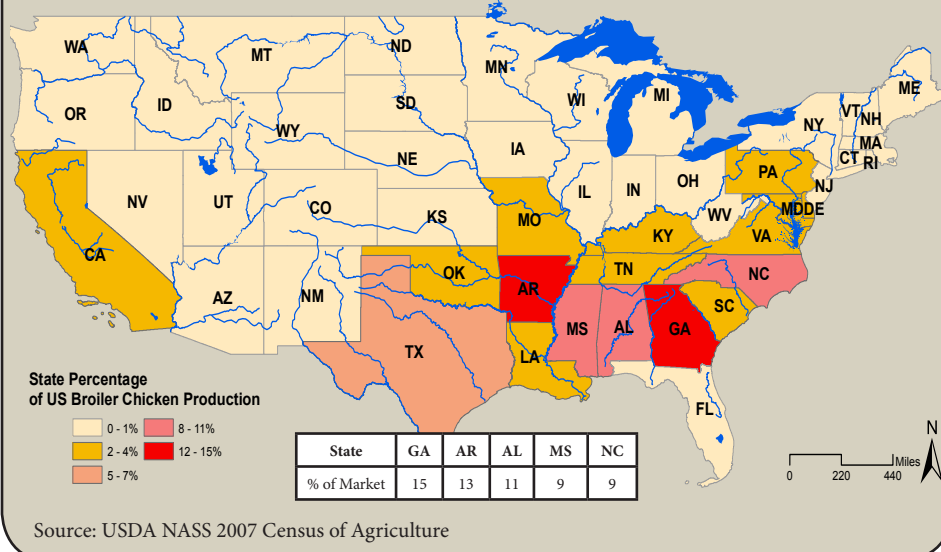 WA
MT
ND
MN
ME
OR
ID
SD
WI
MI
VT
NH
NY
WY
MA
CT
RI
IA
NE
PA
NJ
OH
IL
IN
NV
UT
CO
KS
MO
WV
MD
DE
KY
VA
CA
OK
TN
NC
AZ
NM
AR
SC
TX
LA
MS
AL
GA
FL
State Percentage
of US Broiler Chicken Production
0 - 1%
8 - 11%
2 - 4%
12 - 15%
5 - 7%
State GA AR AL MS NC
% of Market 15 13 11 9 9
N
Miles
0 220 440
Source: USDA NASS 2007 Census of Agriculture